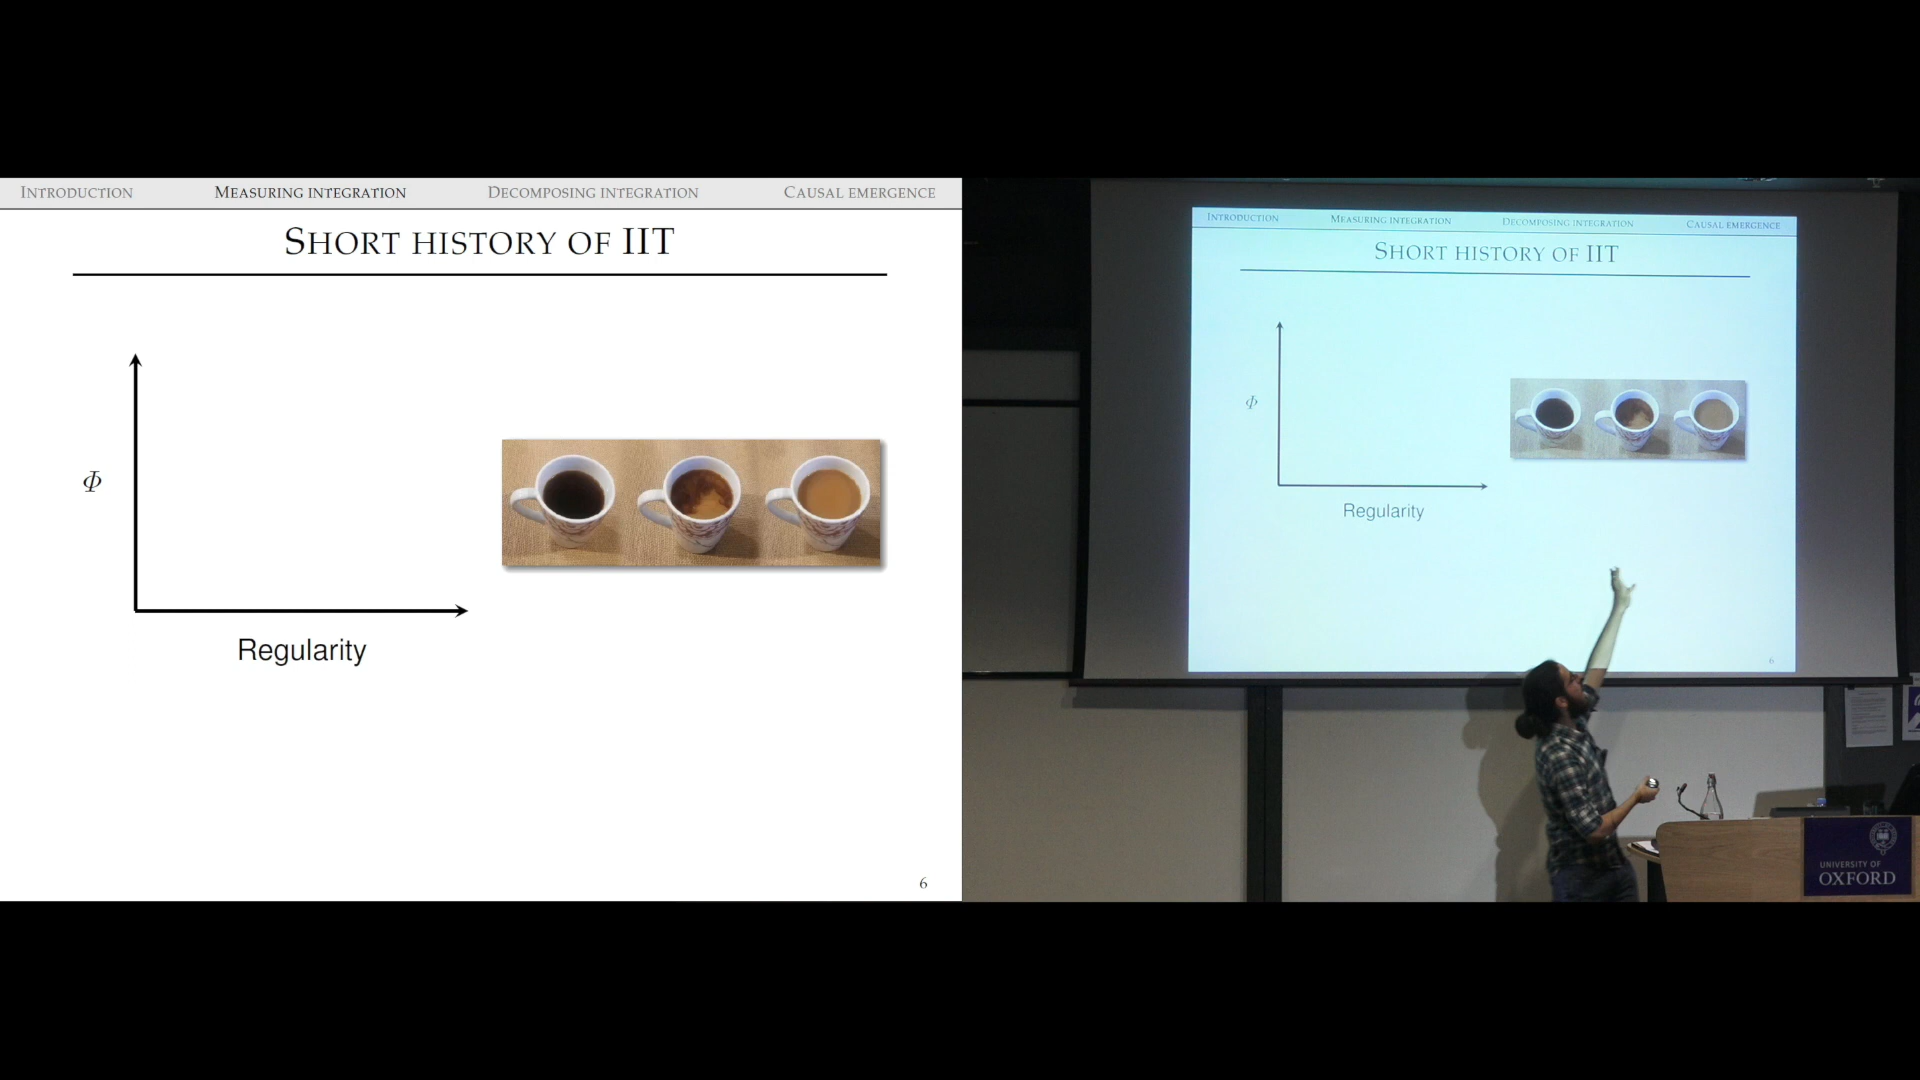 INTRODUCTION MEASURING INTEGRATION DECOMPOSING INTEGRATION CAUSAL EMERGENCE
SHORT HISTORY OF IIT
Φ
Regularity
6
INTRODUCTION MEASURING INTEGRATION DECOMPOSING INTEGRATION CAUSAL EMERGENCE
SHORT HISTORY OF IIT
Φ
Regularity
6
UNIVERSITY OF
OXFORD